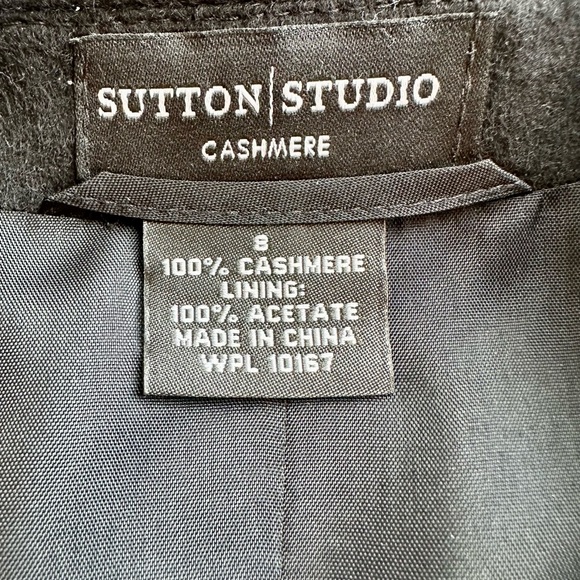 SUTTON|STUDIO
CASHMERE
8
100% CASHMERE
LINING:
100% ACETATE
MADE IN CHINA
WPL 10167